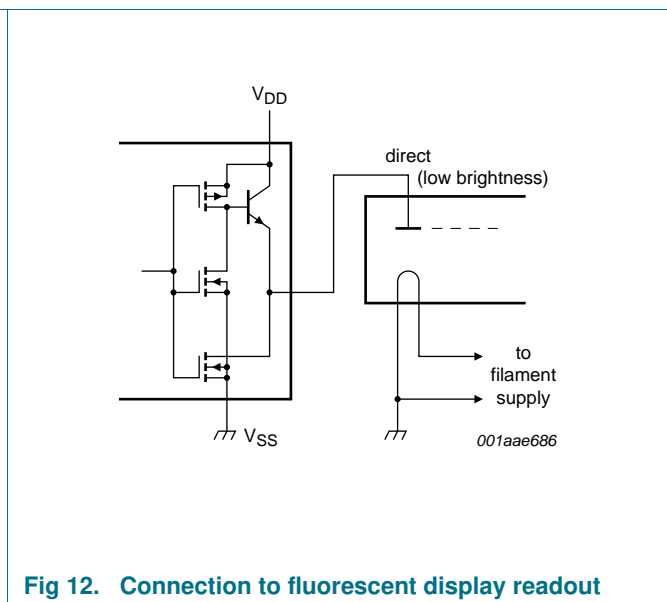 VDD
direct
(low brightness)
to
filament
supply
VSS
001aae686
Fig 12. Connection to fluorescent display readout